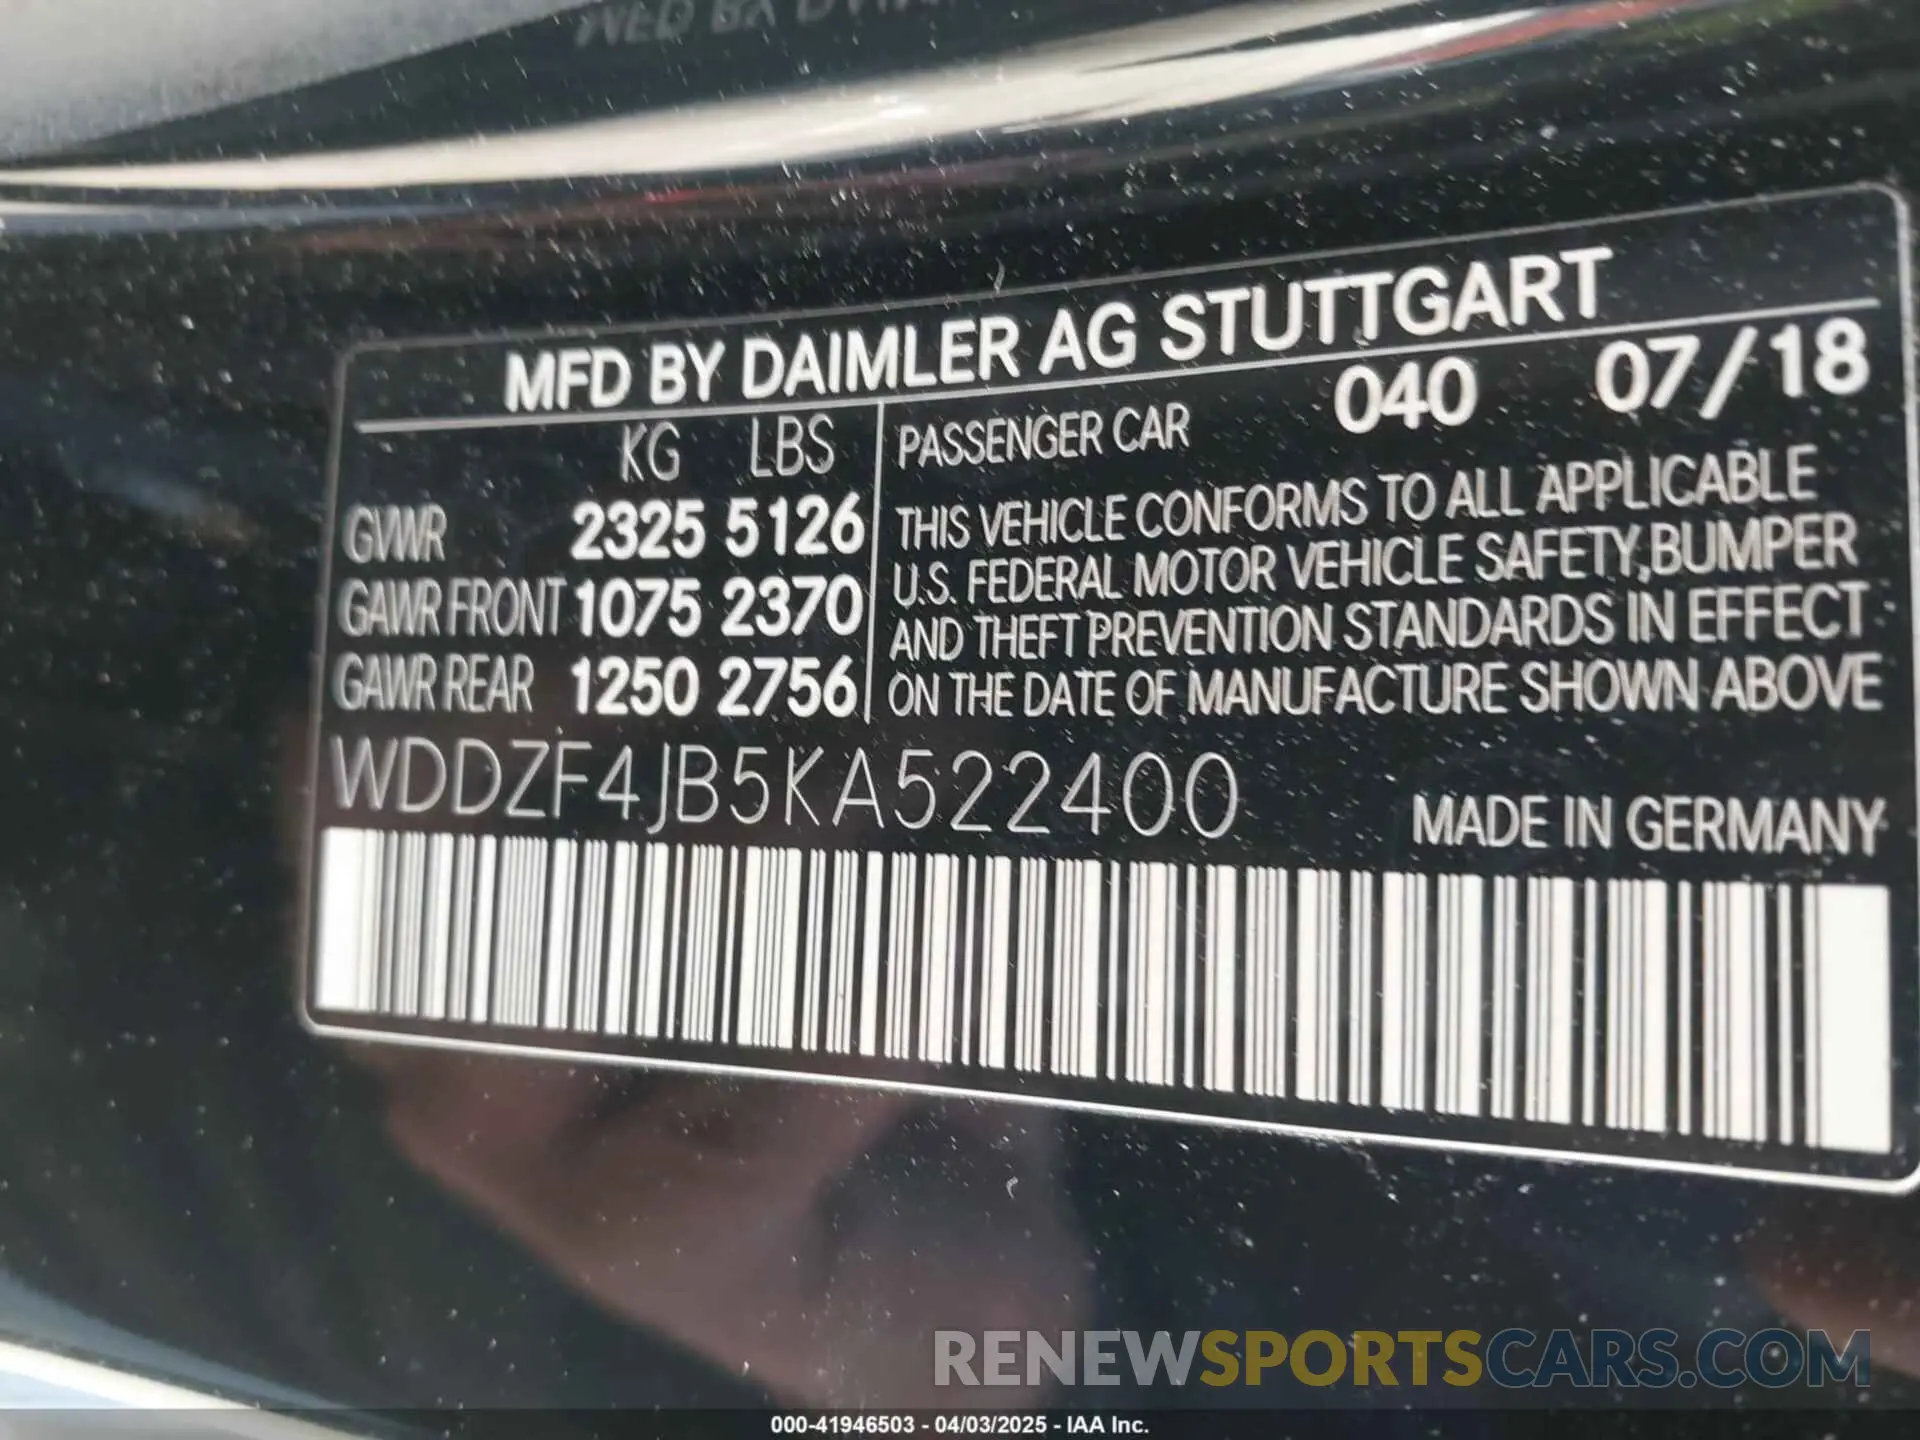 MFD BY DAIMLER AG STUTTGART
KG LBS PASSENGER CAR 040 07/18
GVWR 2325 5126
GAWR FRONT 1075 2370
GAWR REAR 1250 2756
THIS VEHICLE CONFORMS TO ALL APPLICABLE
U.S. FEDERAL MOTOR VEHICLE SAFETY,BUMPER
AND THEFT PREVENTION STANDARDS IN EFFECT
ON THE DATE OF MANUFACTURE SHOWN ABOVE
WDDZF4JB5KA522400
MADE IN GERMANY
RENEWSPORTSCARS.COM
000-41946503 - 04/03/2025 - IAA Inc.